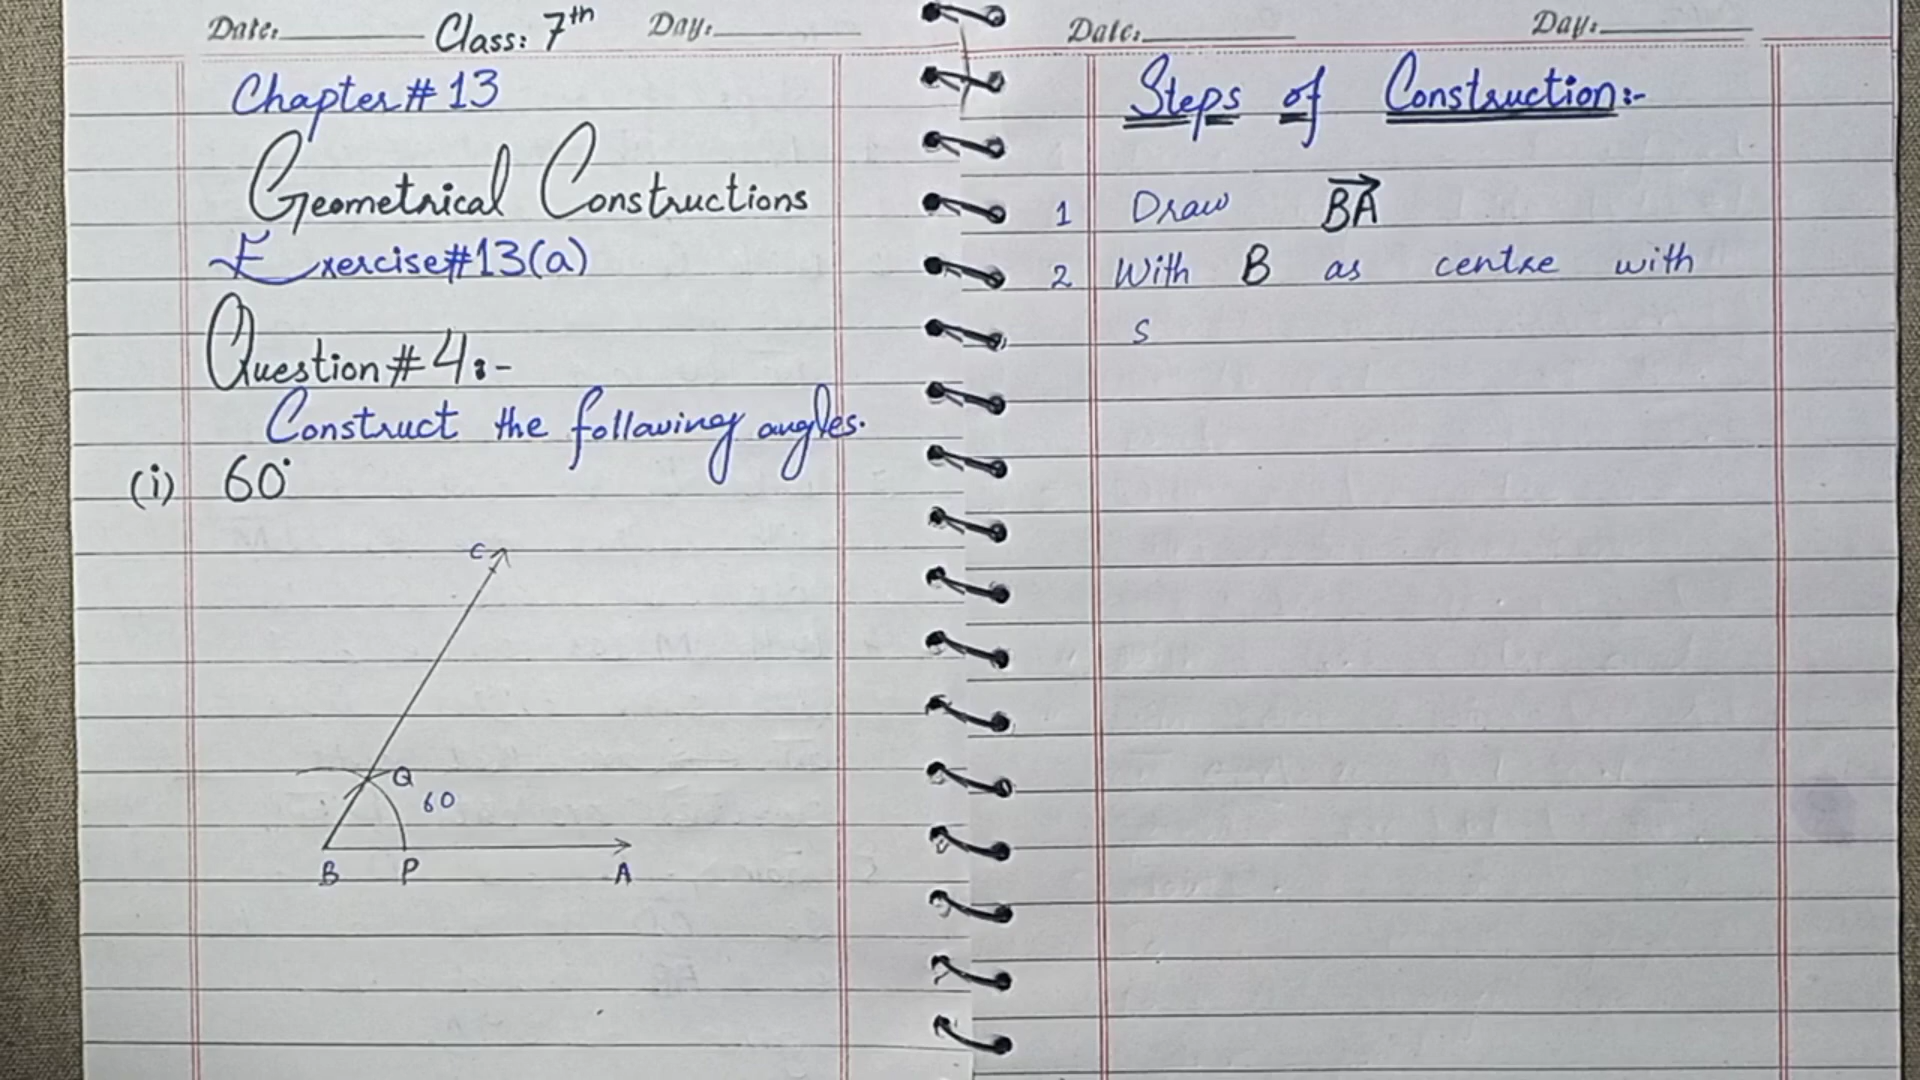 Date: Class: 7th Day:
Chapter # 13
Geometrical Constructions
Exercise#13(a)
Question # 4:-
Construct the following angles.
(i) 60°
C
Q
60
B P A
Date: Day:
Steps of Construction:-
1 Draw BA
2 With B as centre with
s